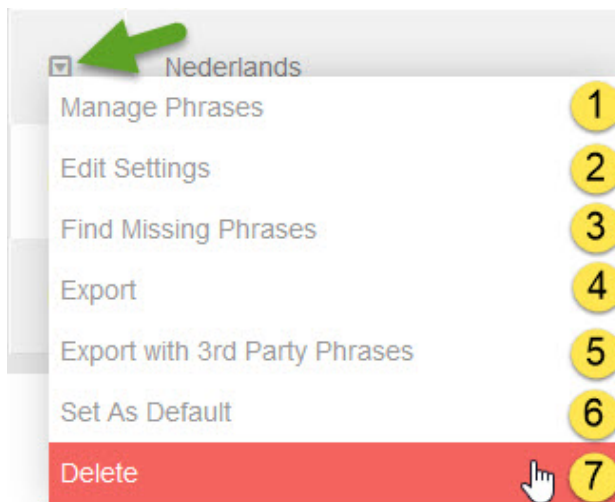 Nederlands
Manage Phrases 1
Edit Settings 2
Find Missing Phrases 3
Export 4
Export with 3rd Party Phrases 5
Set As Default 6
Delete 7